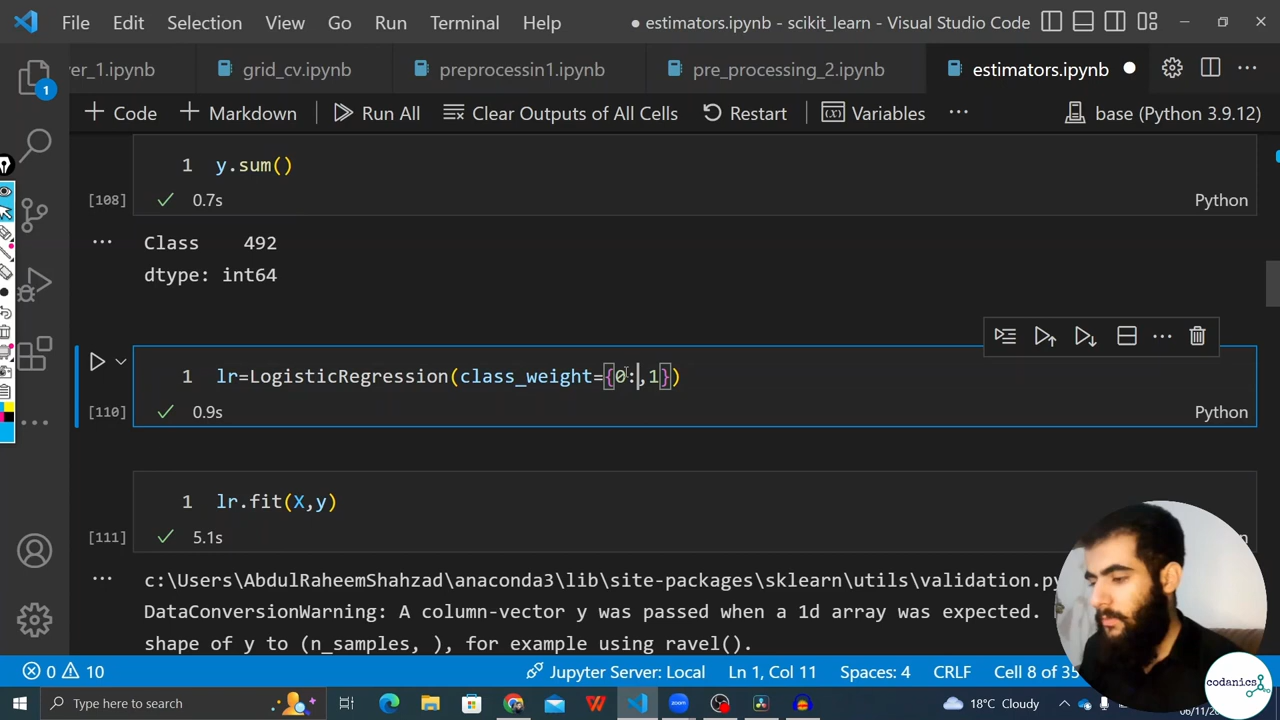 File Edit Selection View Go Run Terminal Help ● estimators.ipynb - scikit_learn - Visual Studio Code
er_1.ipynb grid_cv.ipynb preprocessin1.ipynb pre_processing_2.ipynb estimators.ipynb
+ Code + Markdown Run All Clear Outputs of All Cells Restart Variables ... base (Python 3.9.12)
1 y.sum()
[108] 0.7s Python
Class 492
dtype: int64
1 lr=LogisticRegression(class_weight={0:,1})
[110] 0.9s Python
1 lr.fit(X,y)
[111] 5.1s
c:\Users\AbdulRaheemShahzad\anaconda3\lib\site-packages\sklearn\utils\validation.py
DataConversionWarning: A column-vector y was passed when a 1d array was expected.
shape of y to (n_samples, ), for example using ravel().
codanics
0 10 Jupyter Server: Local Ln 1, Col 11 Spaces: 4 CRLF Cell 8 of 35
Type here to search 18°C Cloudy